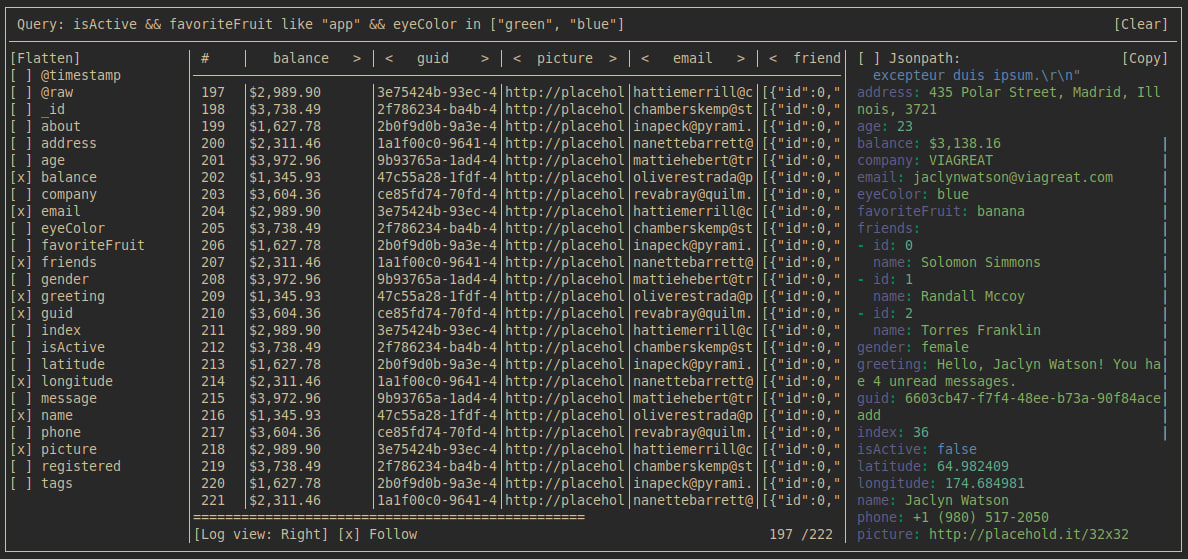 Query: isActive && favoriteFruit like "app" && eyeColor in ["green", "blue"] [Clear]
[Flatten]
[ ] @timestamp
[ ] @raw
[ ] _id
[ ] about
[ ] address
[ ] age
[x] balance
[ ] company
[x] email
[ ] eyeColor
[ ] favoriteFruit
[x] friends
[ ] gender
[x] greeting
[x] guid
[ ] index
[ ] isActive
[ ] latitude
[x] longitude
[ ] message
[x] name
[ ] phone
[x] picture
[ ] registered
[ ] tags
# | balance > | < guid > | < picture > | < email > | < friend
197 |$2,989.90 |3e75424b-93ec-4|http://placehol|hattiemerrill@c|[{"id":0,"
198 |$3,738.49 |2f786234-ba4b-4|http://placehol|chamberskemp@st|[{"id":0,"
199 |$1,627.78 |2b0f9d0b-9a3e-4|http://placehol|inapeck@pyrami.|[{"id":0,"
200 |$2,311.46 |1a1f00c0-9641-4|http://placehol|nanettebarrett@|[{"id":0,"
201 |$3,972.96 |9b93765a-1ad4-4|http://placehol|mattiehebert@tr|[{"id":0,"
202 |$1,345.93 |47c55a28-1fdf-4|http://placehol|oliverestrada@p|[{"id":0,"
203 |$3,604.36 |ce85fd74-70fd-4|http://placehol|revabray@quilm.|[{"id":0,"
204 |$2,989.90 |3e75424b-93ec-4|http://placehol|hattiemerrill@c|[{"id":0,"
205 |$3,738.49 |2f786234-ba4b-4|http://placehol|chamberskemp@st|[{"id":0,"
206 |$1,627.78 |2b0f9d0b-9a3e-4|http://placehol|inapeck@pyrami.|[{"id":0,"
207 |$2,311.46 |1a1f00c0-9641-4|http://placehol|nanettebarrett@|[{"id":0,"
208 |$3,972.96 |9b93765a-1ad4-4|http://placehol|mattiehebert@tr|[{"id":0,"
209 |$1,345.93 |47c55a28-1fdf-4|http://placehol|oliverestrada@p|[{"id":0,"
210 |$3,604.36 |ce85fd74-70fd-4|http://placehol|revabray@quilm.|[{"id":0,"
211 |$2,989.90 |3e75424b-93ec-4|http://placehol|hattiemerrill@c|[{"id":0,"
212 |$3,738.49 |2f786234-ba4b-4|http://placehol|chamberskemp@st|[{"id":0,"
213 |$1,627.78 |2b0f9d0b-9a3e-4|http://placehol|inapeck@pyrami.|[{"id":0,"
214 |$2,311.46 |1a1f00c0-9641-4|http://placehol|nanettebarrett@|[{"id":0,"
215 |$3,972.96 |9b93765a-1ad4-4|http://placehol|mattiehebert@tr|[{"id":0,"
216 |$1,345.93 |47c55a28-1fdf-4|http://placehol|oliverestrada@p|[{"id":0,"
217 |$3,604.36 |ce85fd74-70fd-4|http://placehol|revabray@quilm.|[{"id":0,"
218 |$2,989.90 |3e75424b-93ec-4|http://placehol|hattiemerrill@c|[{"id":0,"
219 |$3,738.49 |2f786234-ba4b-4|http://placehol|chamberskemp@st|[{"id":0,"
220 |$1,627.78 |2b0f9d0b-9a3e-4|http://placehol|inapeck@pyrami.|[{"id":0,"
221 |$2,311.46 |1a1f00c0-9641-4|http://placehol|nanettebarrett@|[{"id":0,"
=================================================
[Log view: Right] [x] Follow 197 /222
[ ] Jsonpath: [Copy]
excepteur duis ipsum.\r\n"
address: 435 Polar Street, Madrid, Ill
nois, 3721
age: 23
balance: $3,138.16
company: VIAGREAT
email: jaclynwatson@viagreat.com
eyeColor: blue
favoriteFruit: banana
friends:
- id: 0
name: Solomon Simmons
- id: 1
name: Randall Mccoy
- id: 2
name: Torres Franklin
gender: female
greeting: Hello, Jaclyn Watson! You ha
e 4 unread messages.
guid: 6603cb47-f7f4-48ee-b73a-90f84ace
add
index: 36
isActive: false
latitude: 64.982409
longitude: 174.684981
name: Jaclyn Watson
phone: +1 (980) 517-2050
picture: http://placehold.it/32x32